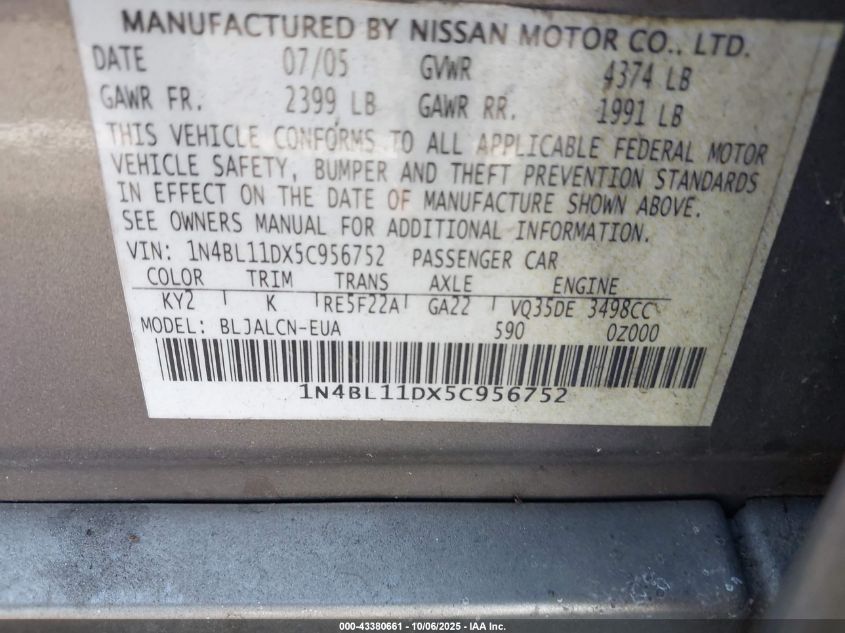 MANUFACTURED BY NISSAN MOTOR CO., LTD.
DATE 07/05 GVWR 4374 LB
GAWR FR. 2399 LB GAWR RR. 1991 LB
THIS VEHICLE CONFORMS TO ALL APPLICABLE FEDERAL MOTOR
VEHICLE SAFETY, BUMPER AND THEFT PREVENTION STANDARDS
IN EFFECT ON THE DATE OF MANUFACTURE SHOWN ABOVE.
SEE OWNERS MANUAL FOR ADDITIONAL INFORMATION.
VIN: 1N4BL11DX5C956752 PASSENGER CAR
COLOR TRIM TRANS AXLE ENGINE
KY2 K RE5F22A GA22 VQ35DE 3498CC
MODEL: BLJALCN-EUA 590 0Z000
1N4BL11DX5C956752
000-43380661 - 10/06/2025 - IAA Inc.